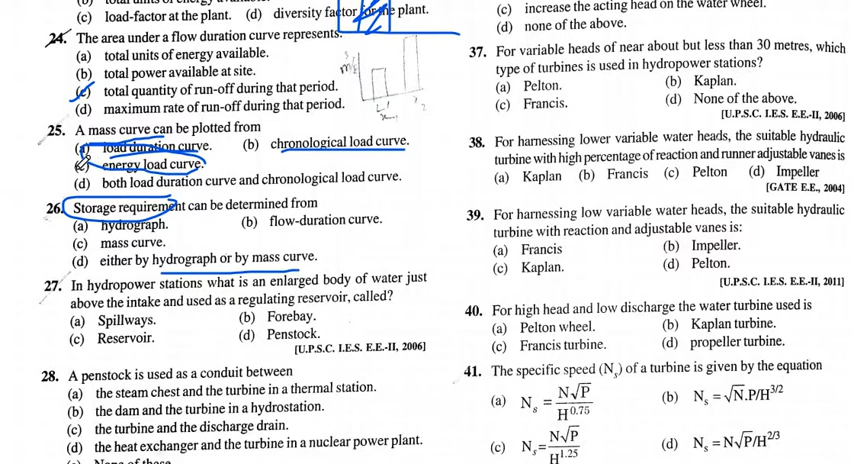 (c) load-factor at the plant. (d) diversity factor for the plant.
24. The area under a flow duration curve represents:
(a) total units of energy available.
(b) total power available at site.
(c) total quantity of run-off during that period.
(d) maximum rate of run-off during that period.
25. A mass curve can be plotted from
(a) load duration curve. (b) chronological load curve.
(c) energy load curve.
(d) both load duration curve and chronological load curve.
26. Storage requirement can be determined from
(a) hydrograph. (b) flow-duration curve.
(c) mass curve.
(d) either by hydrograph or by mass curve.
27. In hydropower stations what is an enlarged body of water just
above the intake and used as a regulating reservoir, called?
(a) Spillways. (b) Forebay.
(c) Reservoir. (d) Penstock.
[U.P.S.C. I.E.S. E.E.-II, 2006]
28. A penstock is used as a conduit between
(a) the steam chest and the turbine in a thermal station.
(b) the dam and the turbine in a hydrostation.
(c) the turbine and the discharge drain.
(d) the heat exchanger and the turbine in a nuclear power plant.
(c) increase the acting head on the water wheel.
(d) none of the above.
37. For variable heads of near about but less than 30 metres, which
type of turbines is used in hydropower stations?
(a) Pelton. (b) Kaplan.
(c) Francis. (d) None of the above.
[U.P.S.C. I.E.S. E.E.-II, 2006]
38. For harnessing lower variable water heads, the suitable hydraulic
turbine with high percentage of reaction and runner adjustable vanes is
(a) Kaplan (b) Francis (c) Pelton (d) Impeller
[GATE E.E., 2004]
39. For harnessing low variable water heads, the suitable hydraulic
turbine with reaction and adjustable vanes is:
(a) Francis (b) Impeller.
(c) Kaplan. (d) Pelton.
[U.P.S.C. I.E.S. E.E.-II, 2011]
40. For high head and low discharge the water turbine used is
(a) Pelton wheel. (b) Kaplan turbine.
(c) Francis turbine. (d) propeller turbine.
41. The specific speed (Ns) of a turbine is given by the equation
(a) Ns = N√P/H^0.75 (b) Ns = √N.P/H^3/2
(c) Ns = N√P/H^1.25 (d) Ns = N√P/H^2/3